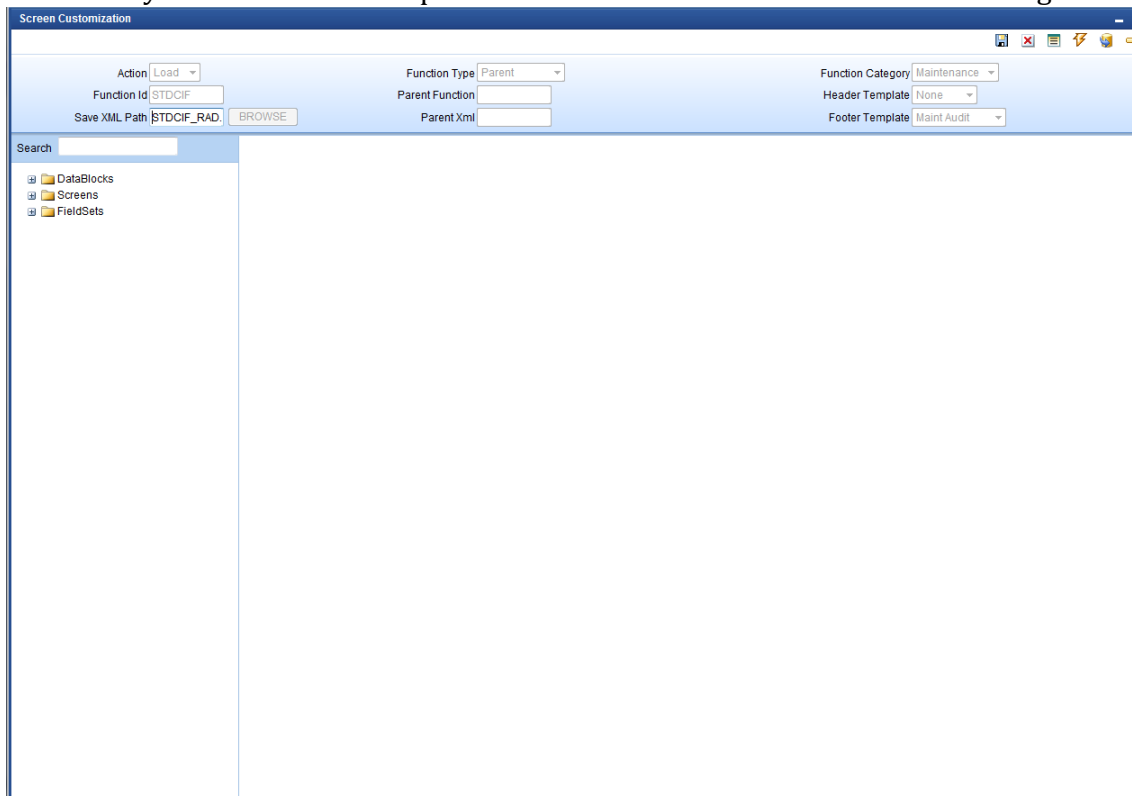 Screen Customization
Action Load Function Type Parent Function Category Maintenance
Function Id STDCIF Parent Function Header Template None
Save XML Path STDCIF_RAD. BROWSE Parent Xml Footer Template Maint Audit
Search
DataBlocks
Screens
FieldSets